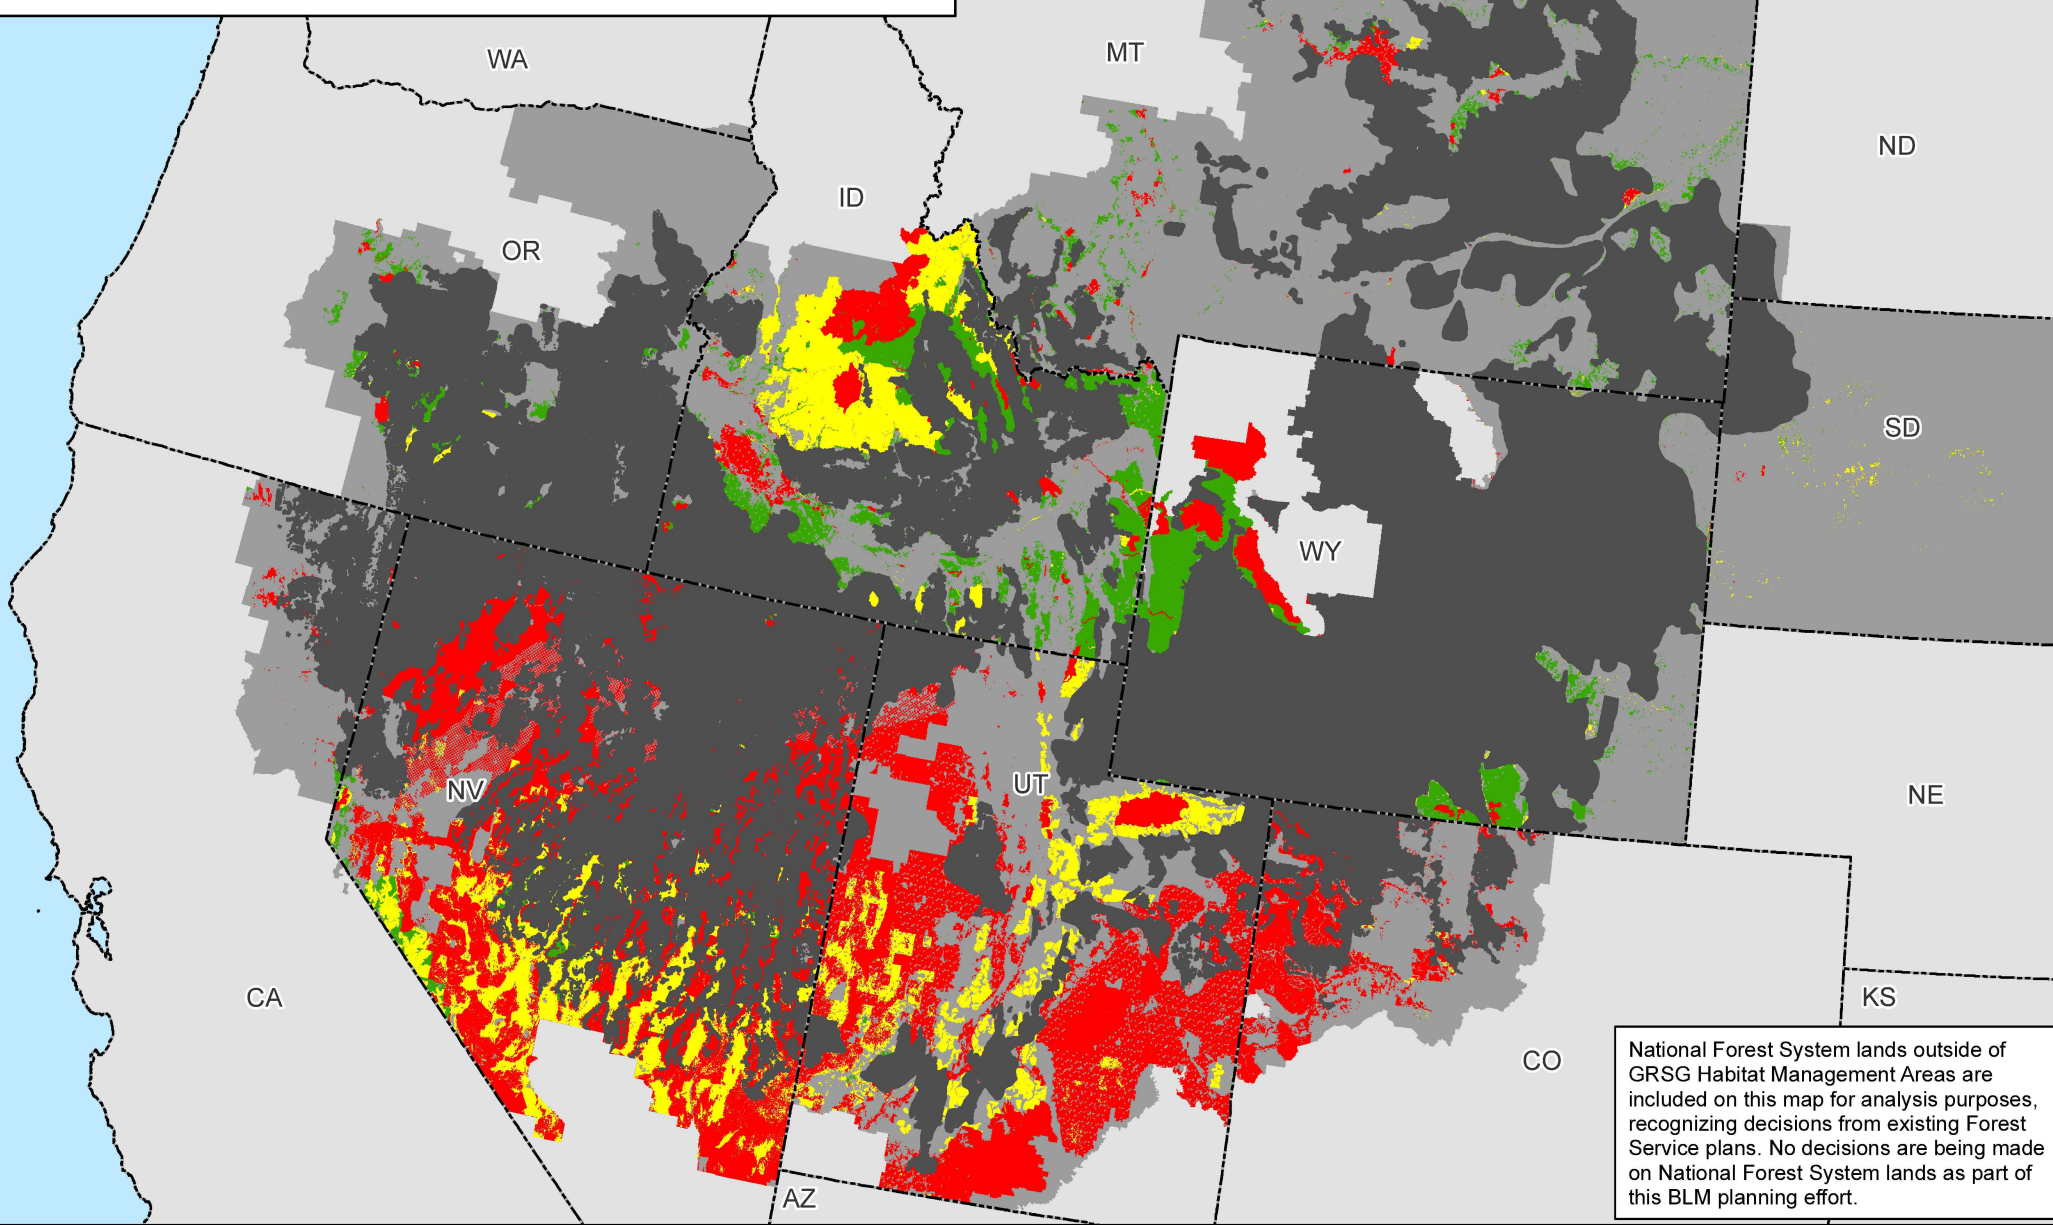 WA
MT
ND
ID
OR
SD
WY
UT
NV
NE
CA
KS
CO
AZ
National Forest System lands outside of
GRSG Habitat Management Areas are
included on this map for analysis purposes,
recognizing decisions from existing Forest
Service plans. No decisions are being made
on National Forest System lands as part of
this BLM planning effort.